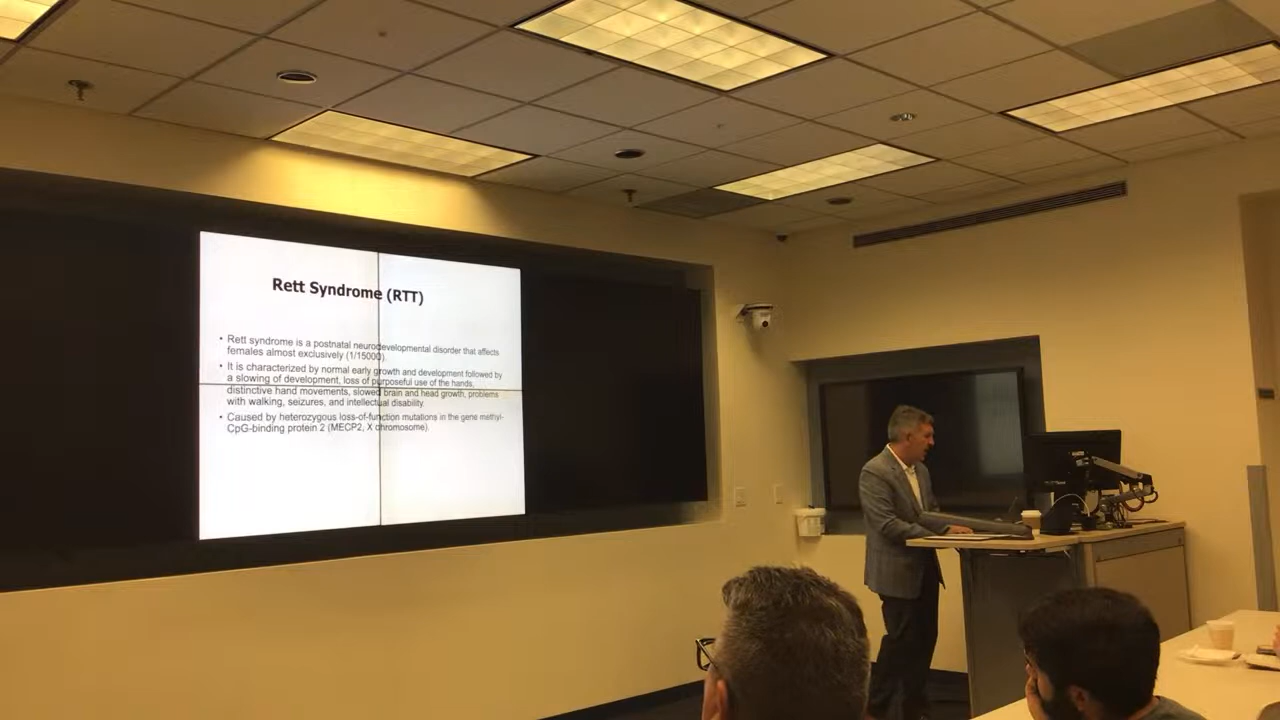 Rett Syndrome (RTT)
• Rett syndrome is a postnatal neurodevelopmental disorder that affects
females almost exclusively (1/15000).
• It is characterized by normal early growth and development followed by
a slowing of development, loss of purposeful use of the hands,
distinctive hand movements, slowed brain and head growth, problems
with walking, seizures, and intellectual disability.
• Caused by heterozygous loss-of-function mutations in the gene methyl-
CpG-binding protein 2 (MECP2, X chromosome).